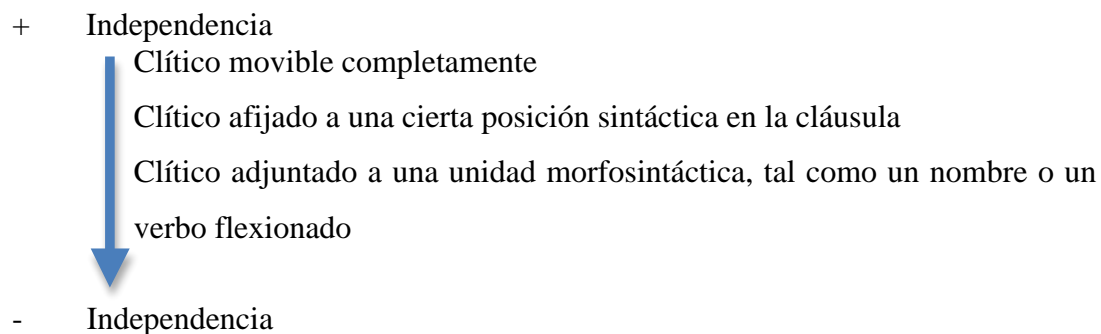 + Independencia
Clítico movible completamente
Clítico afijado a una cierta posición sintáctica en la cláusula
Clítico adjuntado a una unidad morfosintáctica, tal como un nombre o un
verbo flexionado
- Independencia